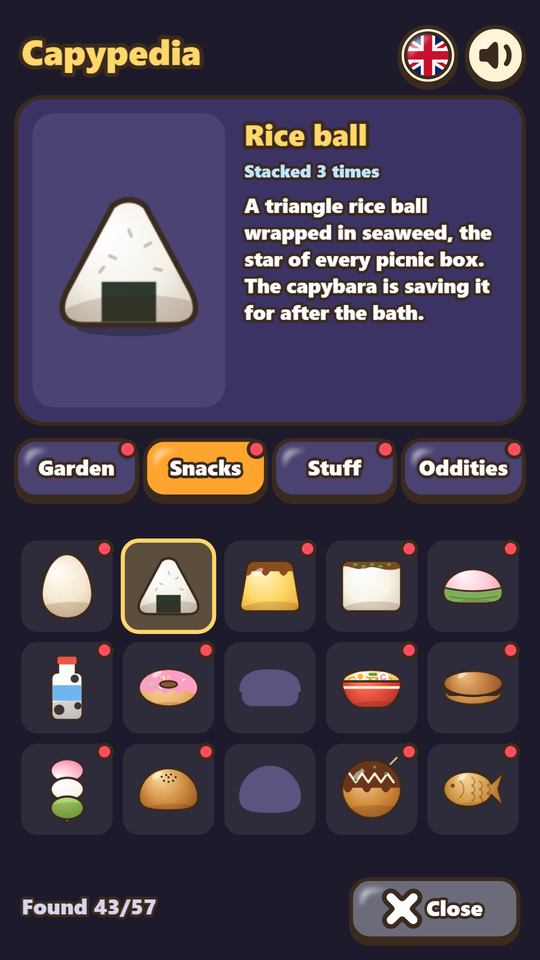 Capypedia
Rice ball
Stacked 3 times
A triangle rice ball
wrapped in seaweed, the
star of every picnic box.
The capybara is saving it
for after the bath.
Garden
Snacks
Stuff
Oddities
Found 43/57
Close